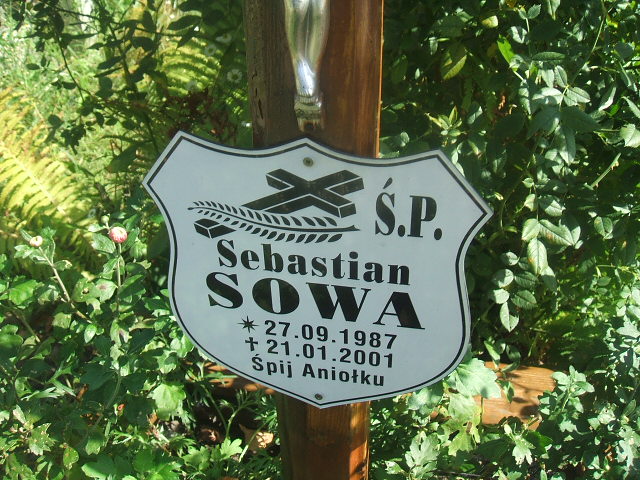 Ś.P.
Sebastian
SOWA
27.09.1987
✝ 21.01.2001
Śpij Aniołku